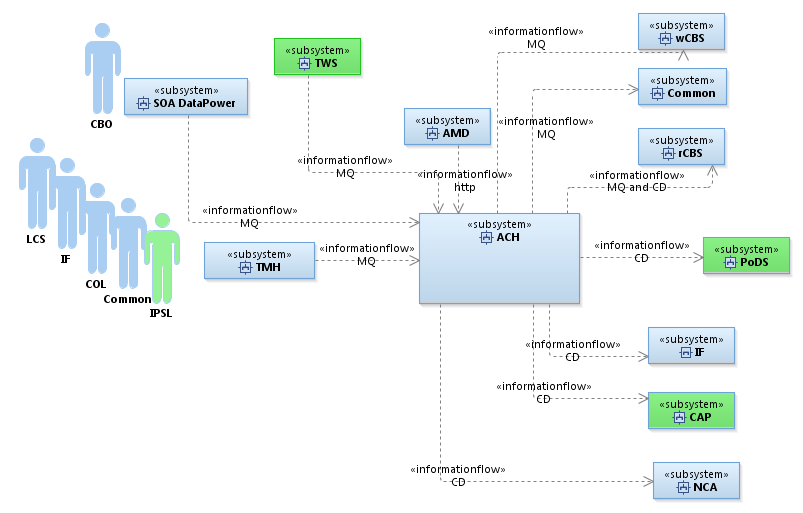 CBO
«subsystem»
SOA DataPower
«subsystem»
TWS
«informationflow»
MQ
«subsystem»
wCBS
«subsystem»
Common
«subsystem»
AMD
«informationflow»
MQ
«subsystem»
rCBS
«informationflow»
MQ
«informationflow»
http
«informationflow»
MQ and CD
LCS
IF
COL
Common
IPSL
«informationflow»
MQ
«subsystem»
ACH
«subsystem»
TMH
«informationflow»
MQ
«informationflow»
CD
«subsystem»
PoDS
«informationflow»
CD
«subsystem»
IF
«informationflow»
CD
«subsystem»
CAP
«informationflow»
CD
«subsystem»
NCA